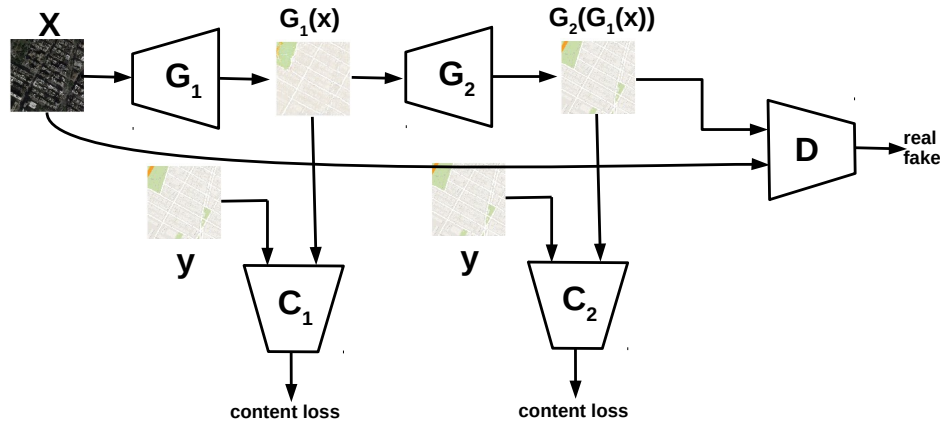 X
G₁(x)
G₂(G₁(x))
G₁
G₂
D
real
fake
y
y
C₁
C₂
content loss
content loss